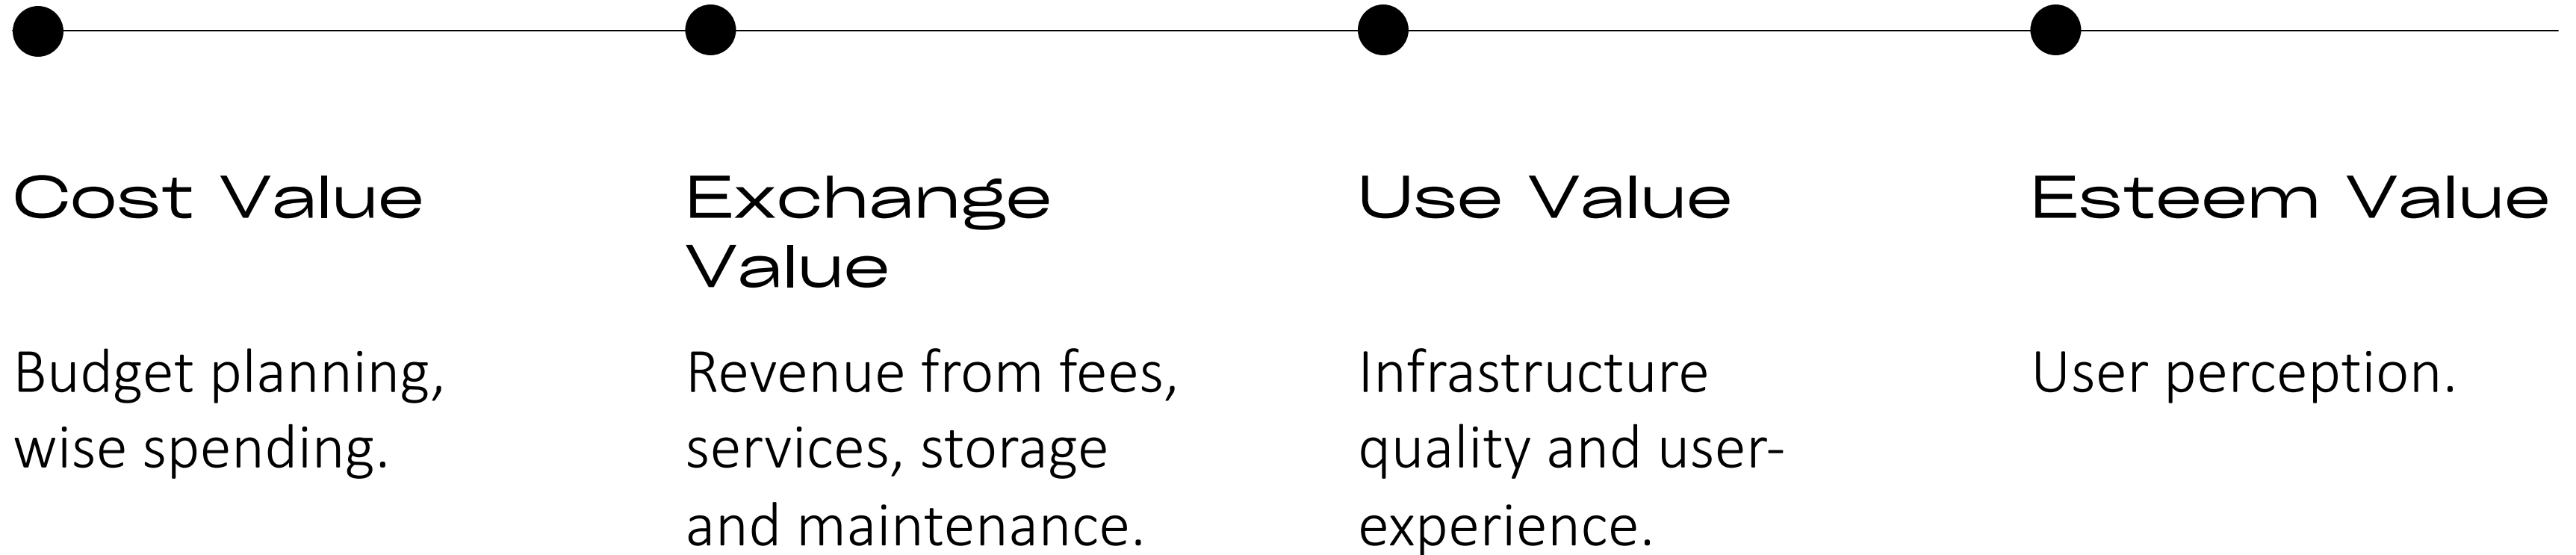 Cost Value
Budget planning,
wise spending.
Exchange
Value
Revenue from fees,
services, storage
and maintenance.
Use Value
Infrastructure
quality and user-
experience.
Esteem Value
User perception.